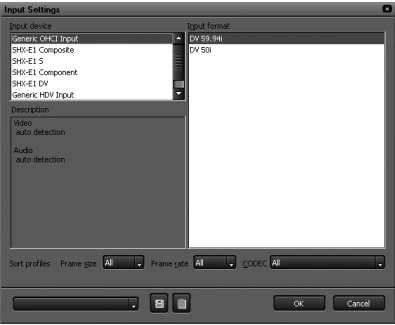 Input Settings
Input device
Input format
Generic OHCI Input
SHX-E1 Composite
SHX-E1 S
SHX-E1 Component
SHX-E1 DV
Generic HDV Input
DV 59.94i
DV 50i
Description
Video
auto detection
Audio
auto detection
Sort profiles Frame size All Frame rate All CODEC All
OK Cancel